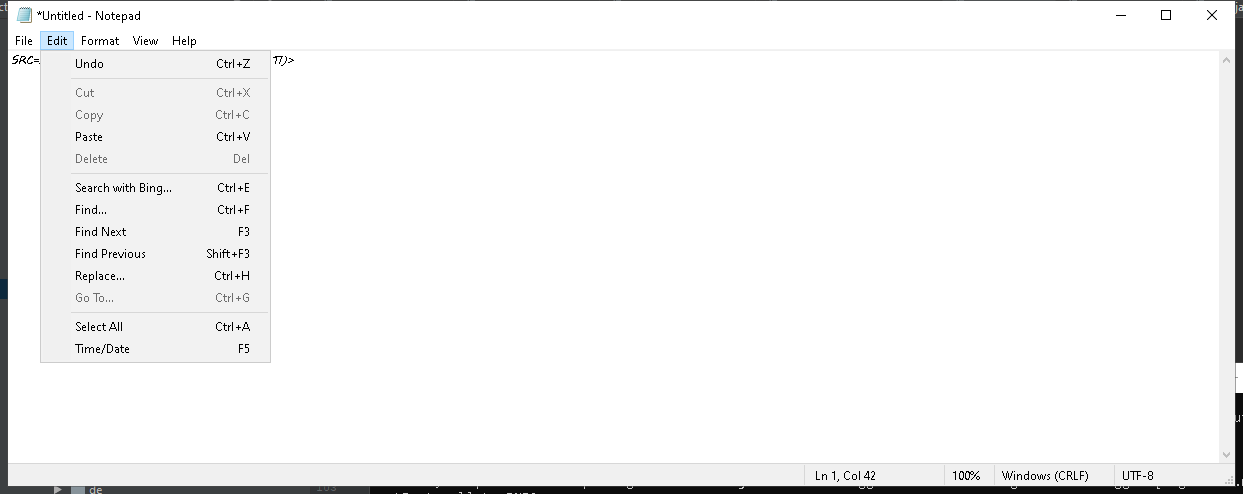 *Untitled - Notepad
File Edit Format View Help
SRC= )>
Undo Ctrl+Z
Cut Ctrl+X
Copy Ctrl+C
Paste Ctrl+V
Delete Del
Search with Bing... Ctrl+E
Find... Ctrl+F
Find Next F3
Find Previous Shift+F3
Replace... Ctrl+H
Go To... Ctrl+G
Select All Ctrl+A
Time/Date F5
Ln 1, Col 42 100% Windows (CRLF) UTF-8
de 103